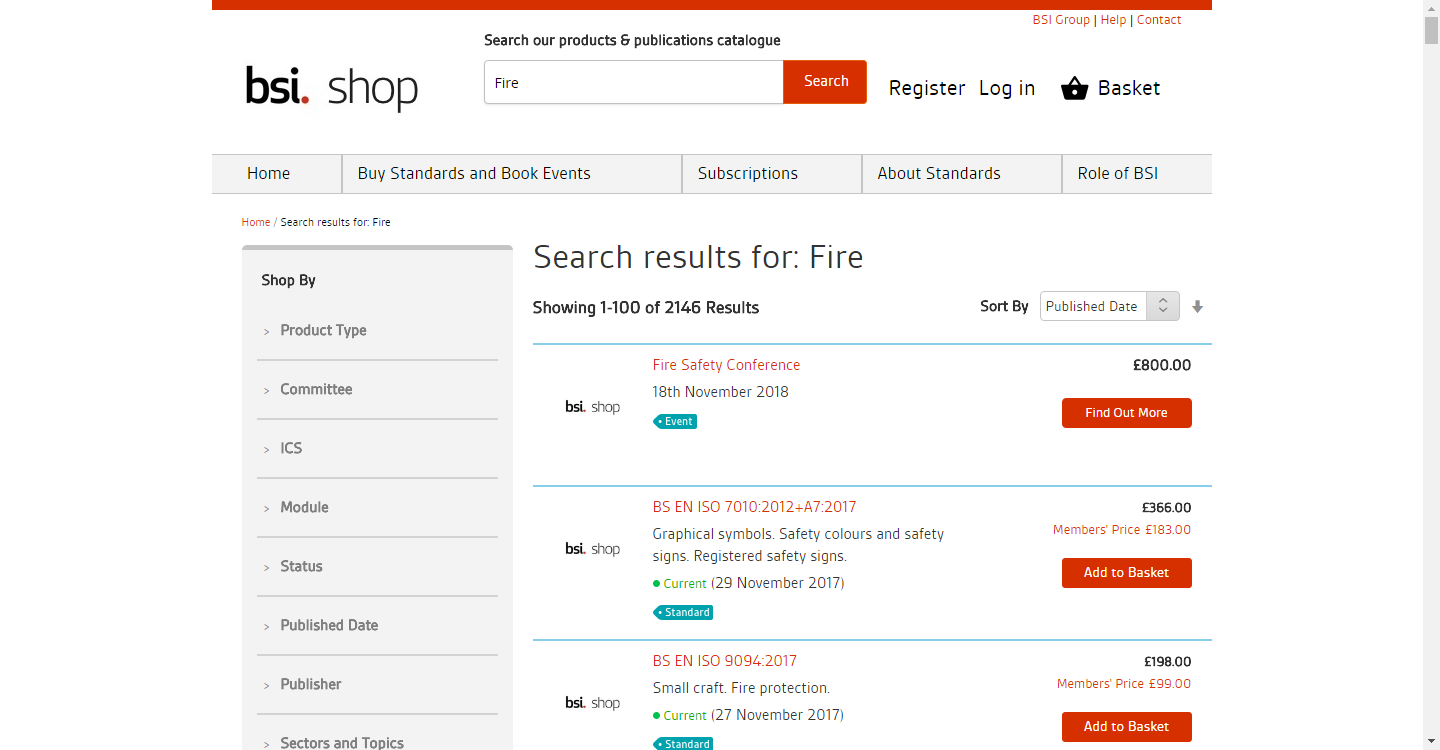 BSI Group | Help | Contact
Search our products & publications catalogue
bsi. shop
Fire
Search
Register
Log in
Basket
Home
Buy Standards and Book Events
Subscriptions
About Standards
Role of BSI
Home / Search results for: Fire
Shop By
> Product Type
> Committee
> ICS
> Module
> Status
> Published Date
> Publisher
> Sectors and Topics
Search results for: Fire
Showing 1-100 of 2146 Results
Sort By
Published Date
bsi. shop
Fire Safety Conference
18th November 2018
Event
£800.00
Find Out More
bsi. shop
BS EN ISO 7010:2012+A7:2017
Graphical symbols. Safety colours and safety
signs. Registered safety signs.
Current (29 November 2017)
Standard
£366.00
Members' Price £183.00
Add to Basket
bsi. shop
BS EN ISO 9094:2017
Small craft. Fire protection.
Current (27 November 2017)
Standard
£198.00
Members' Price £99.00
Add to Basket